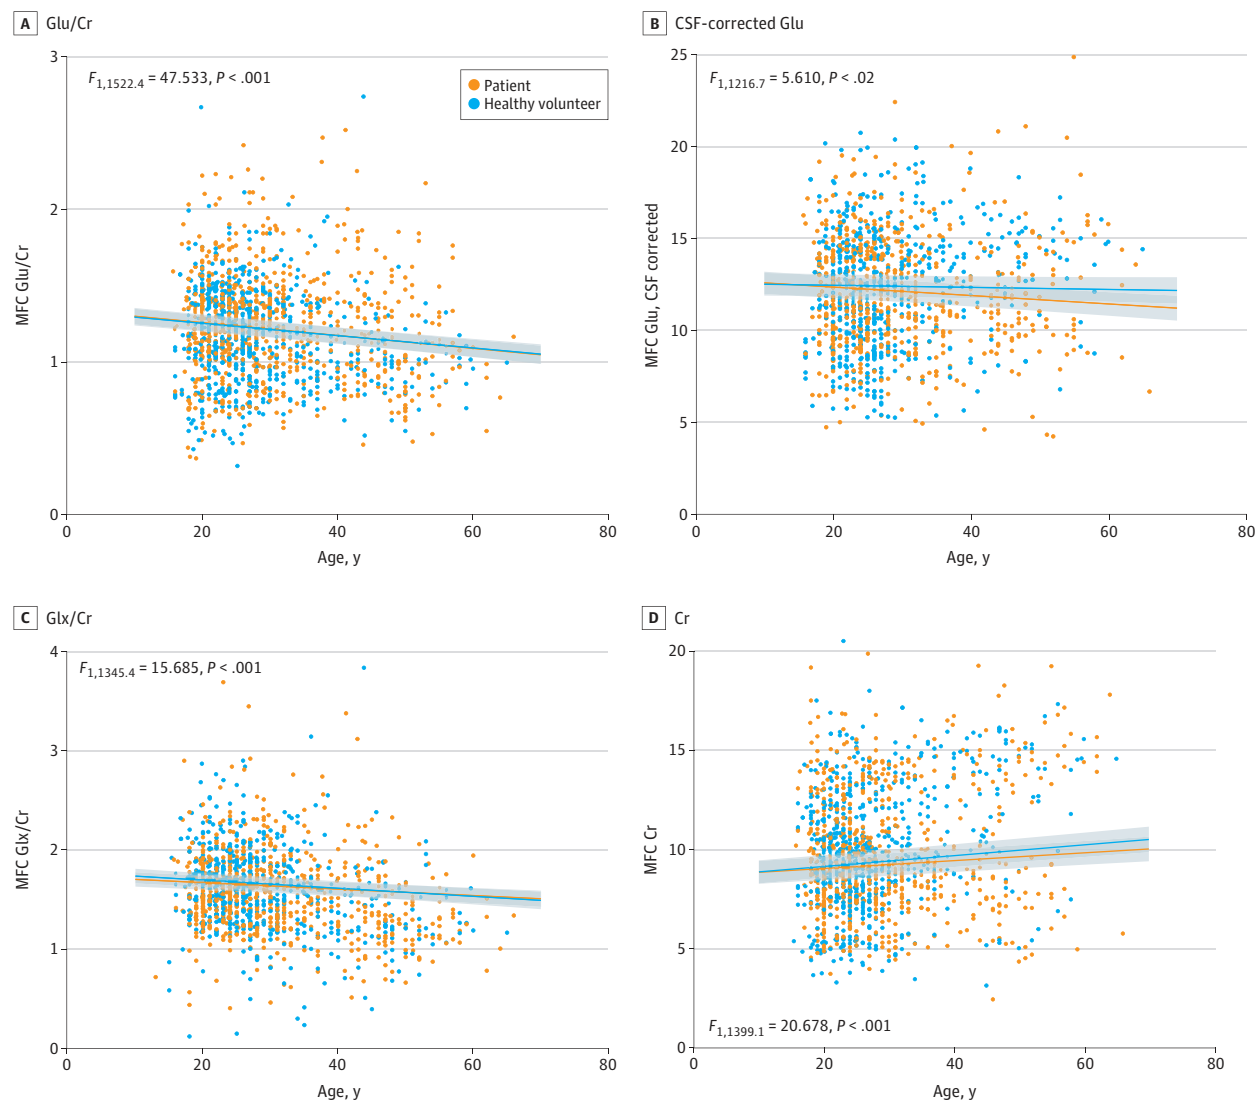 A Glu/Cr
F1,1522.4 = 47.533, P < .001
Patient
Healthy volunteer
3
2
1
0
MFC Glu/Cr
0 20 40 60 80
Age, y
B CSF-corrected Glu
F1,1216.7 = 5.610, P < .02
25
20
15
10
5
0
MFC Glu, CSF corrected
0 20 40 60 80
Age, y
C Glx/Cr
F1,1345.4 = 15.685, P < .001
4
3
2
1
0
MFC Glx/Cr
0 20 40 60 80
Age, y
D Cr
20
15
10
5
0
MFC Cr
F1,1399.1 = 20.678, P < .001
0 20 40 60 80
Age, y